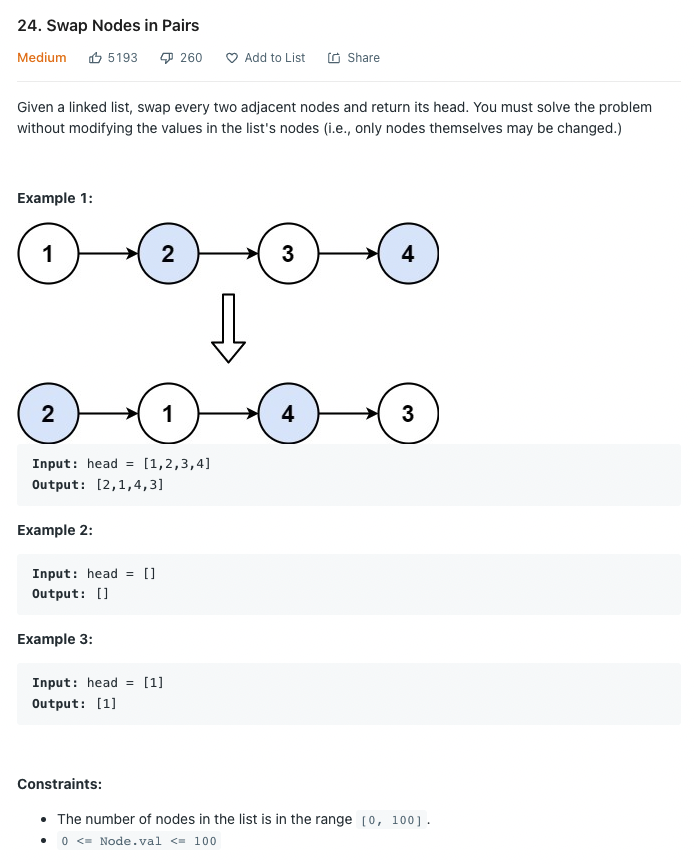 24. Swap Nodes in Pairs
Medium 5193 260 Add to List Share
Given a linked list, swap every two adjacent nodes and return its head. You must solve the problem
without modifying the values in the list's nodes (i.e., only nodes themselves may be changed.)
Example 1:
1 2 3 4
2 1 4 3
Input: head = [1,2,3,4]
Output: [2,1,4,3]
Example 2:
Input: head = []
Output: []
Example 3:
Input: head = [1]
Output: [1]
Constraints:
• The number of nodes in the list is in the range [0, 100].
• 0 <= Node.val <= 100